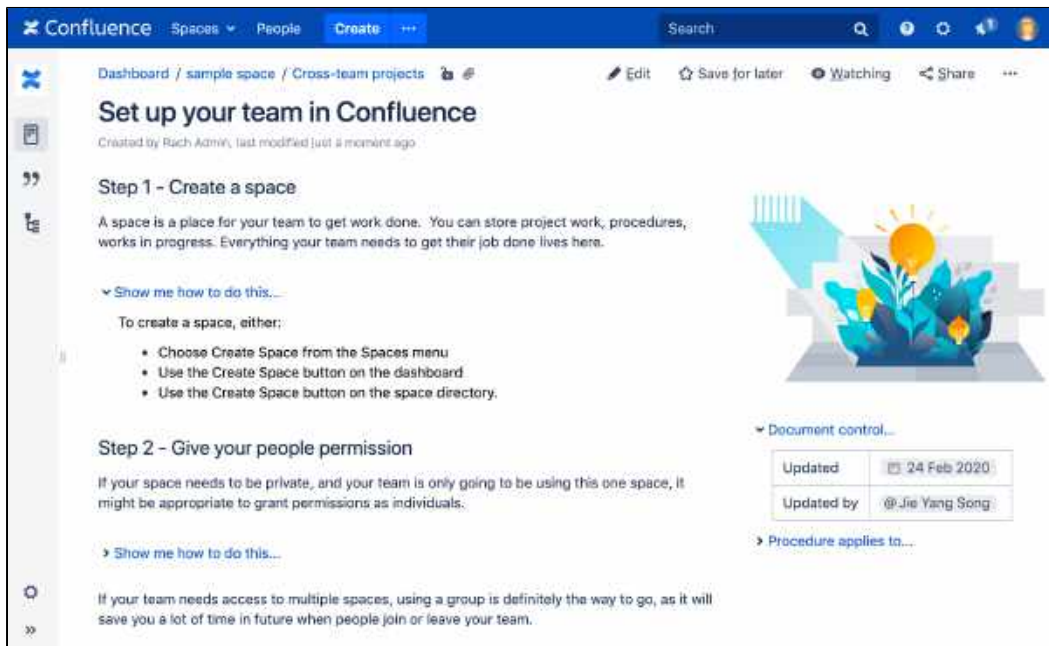 Confluence Spaces People Create ··· Search
Dashboard / sample space / Cross-team projects
Edit Save for later Watching Share ···
Set up your team in Confluence
Created by Rach Admin, last modified just a moment ago
Step 1 - Create a space
A space is a place for your team to get work done. You can store project work, procedures,
works in progress. Everything your team needs to get their job done lives here.
Show me how to do this...
To create a space, either:
• Choose Create Space from the Spaces menu
• Use the Create Space button on the dashboard
• Use the Create Space button on the space directory.
Step 2 - Give your people permission
If your space needs to be private, and your team is only going to be using this one space, it
might be appropriate to grant permissions as individuals.
Show me how to do this...
If your team needs access to multiple spaces, using a group is definitely the way to go, as it will
save you a lot of time in future when people join or leave your team.
Document control...
Updated 24 Feb 2020
Updated by @Jie Yang Song
Procedure applies to...